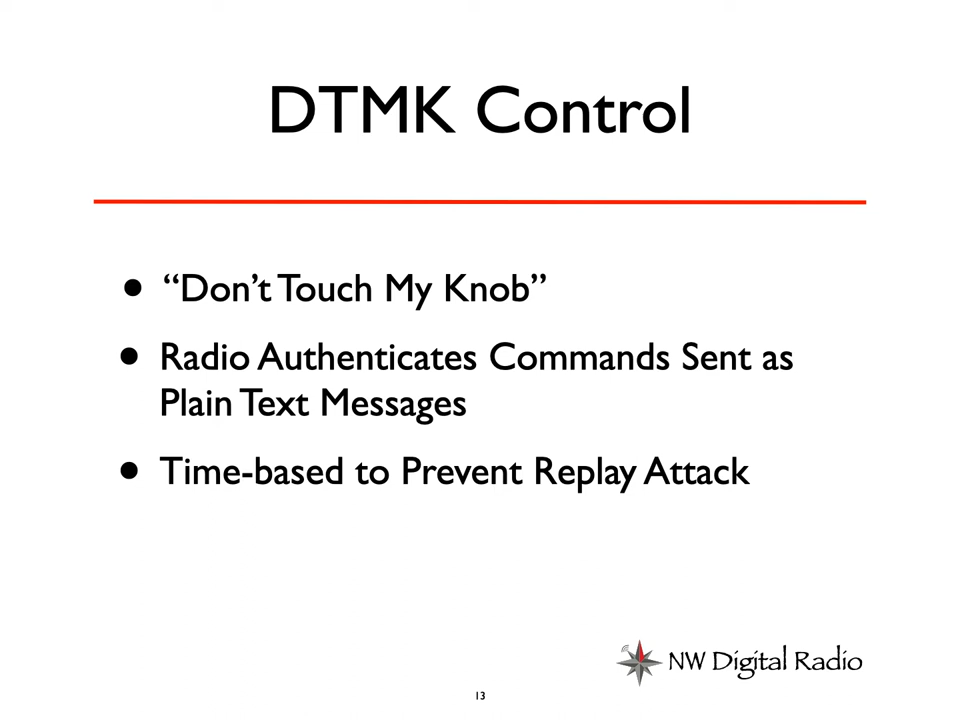 DTMK Control
• “Don’t Touch My Knob”
• Radio Authenticates Commands Sent as
Plain Text Messages
• Time-based to Prevent Replay Attack
NW Digital Radio
13